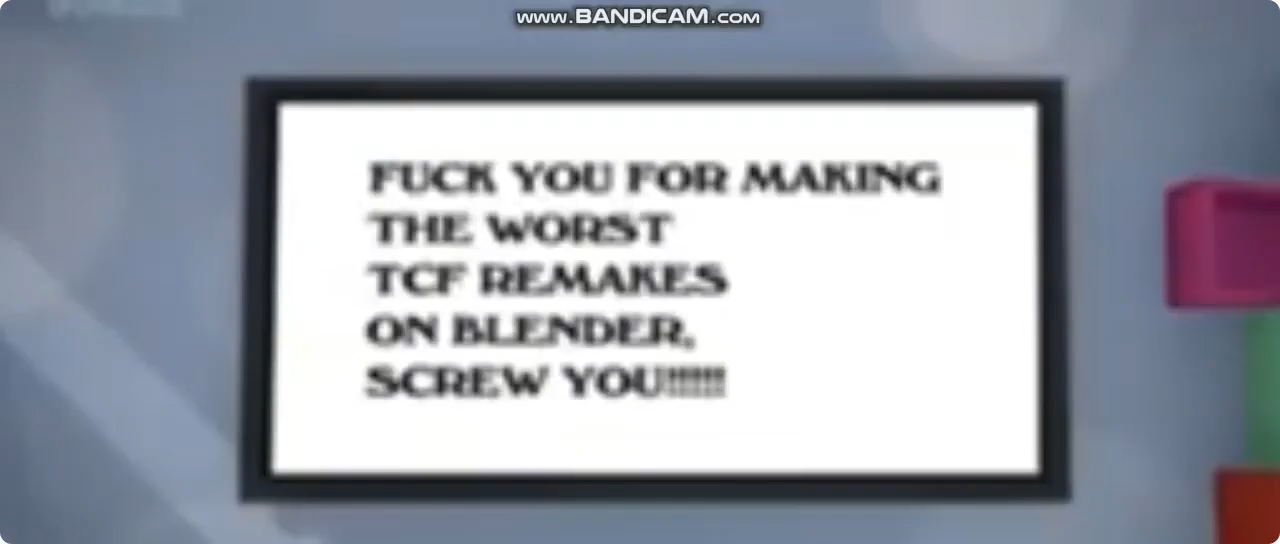 www.BANDICAM.com
FUCK YOU FOR MAKING
THE WORST
TCF REMAKES
ON BLENDER,
SCREW YOU!!!!!!